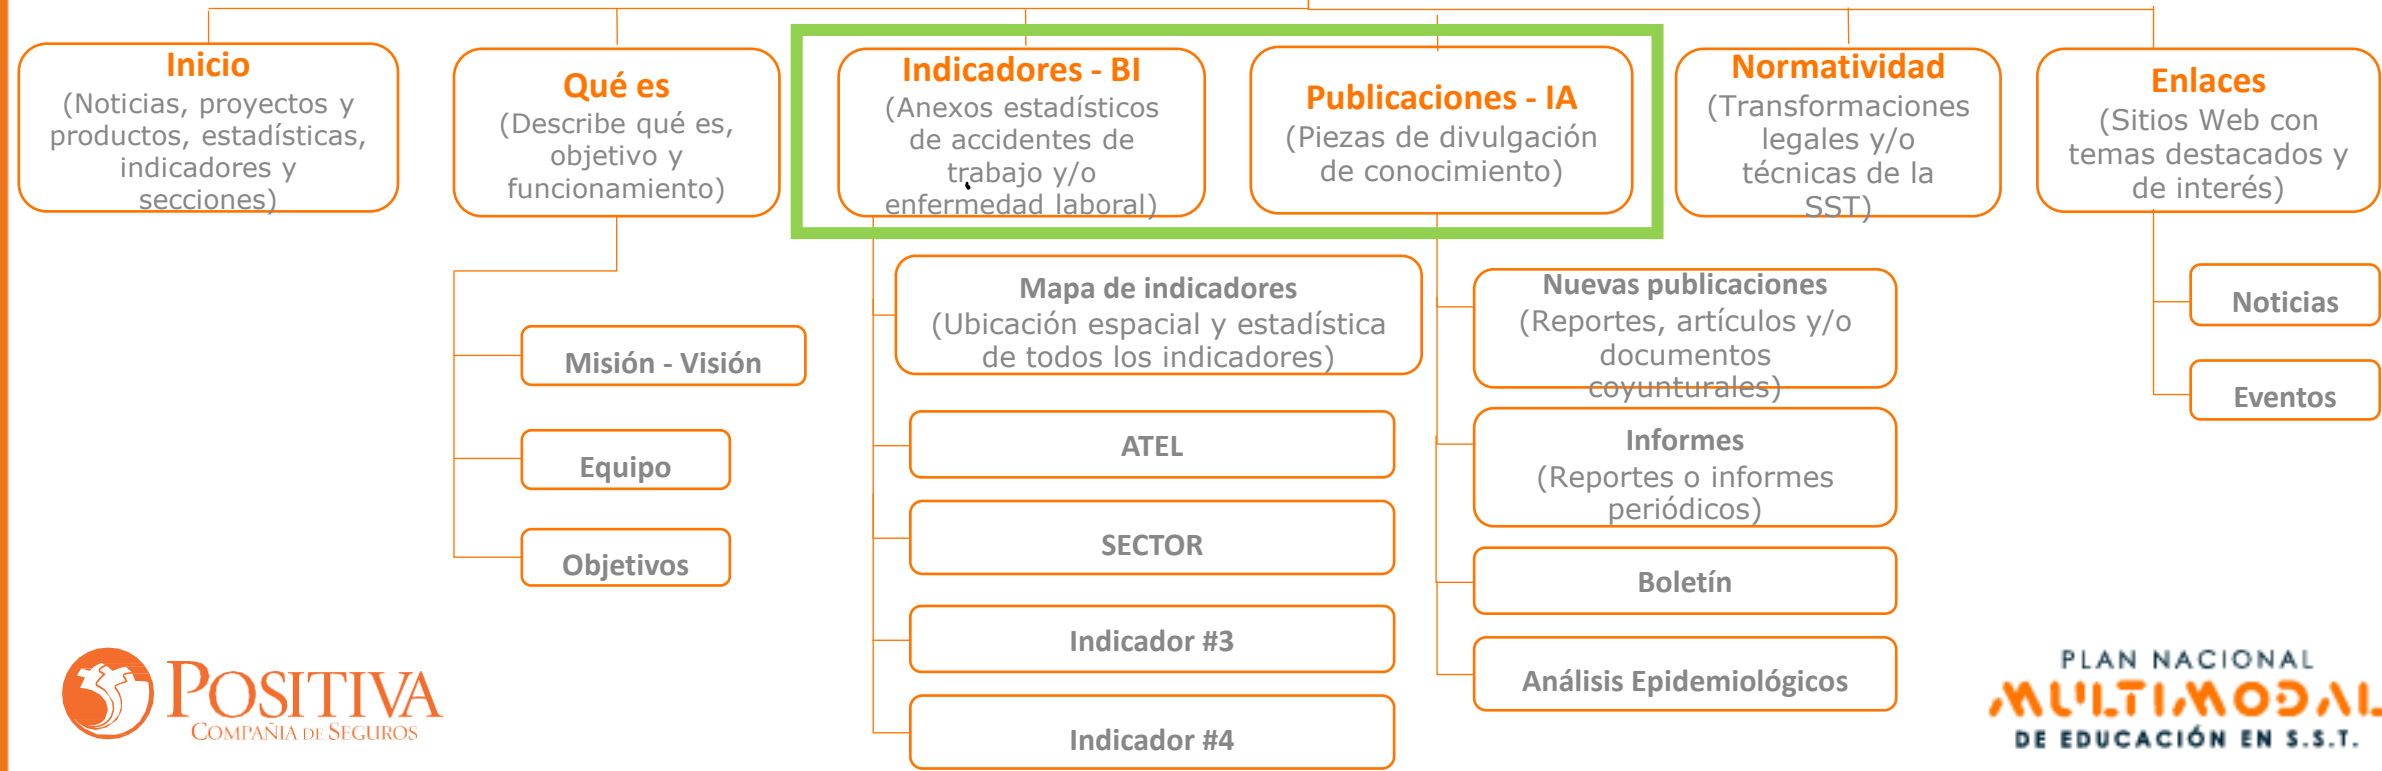 Inicio
(Noticias, proyectos y
productos, estadísticas,
indicadores y
secciones)
Qué es
(Describe qué es,
objetivo y
funcionamiento)
Misión - Visión
Equipo
Objetivos
Indicadores - BI
(Anexos estadísticos
de accidentes de
trabajo y/o
enfermedad laboral)
Mapa de indicadores
(Ubicación espacial y estadística
de todos los indicadores)
ATEL
SECTOR
Indicador #3
Indicador #4
Publicaciones - IA
(Piezas de divulgación
de conocimiento)
Nuevas publicaciones
(Reportes, artículos y/o
documentos
coyunturales)
Informes
(Reportes o informes
periódicos)
Boletín
Análisis Epidemiológicos
Normatividad
(Transformaciones
legales y/o
técnicas de la
SST)
Enlaces
(Sitios Web con
temas destacados y
de interés)
Noticias
Eventos
POSITIVA
COMPAÑIA DE SEGUROS
PLAN NACIONAL
MULTIMODAL
DE EDUCACIÓN EN S.S.T.